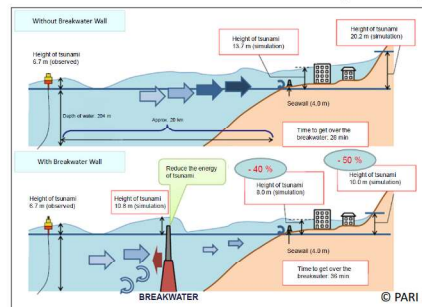 Without Breakwater Wall
Height of tsunami
6.7 m (observed)
Height of tsunami
13.7 m (simulation)
Height of tsunami
20.2 m (simulation)
Seawall (4.0 m)
Depth of water: 204 m
Approx. 20 km
Time to get over the
breakwater: 28 min
With Breakwater Wall
Reduce the energy
of tsunami
- 40 %
- 50 %
Height of tsunami
6.7 m (observed)
Height of tsunami
10.8 m (simulation)
Height of tsunami
8.0 m (simulation)
Height of tsunami
10.0 m (simulation)
Seawall (4.0 m)
Time to get over the
breakwater: 36 min
BREAKWATER
© PARI